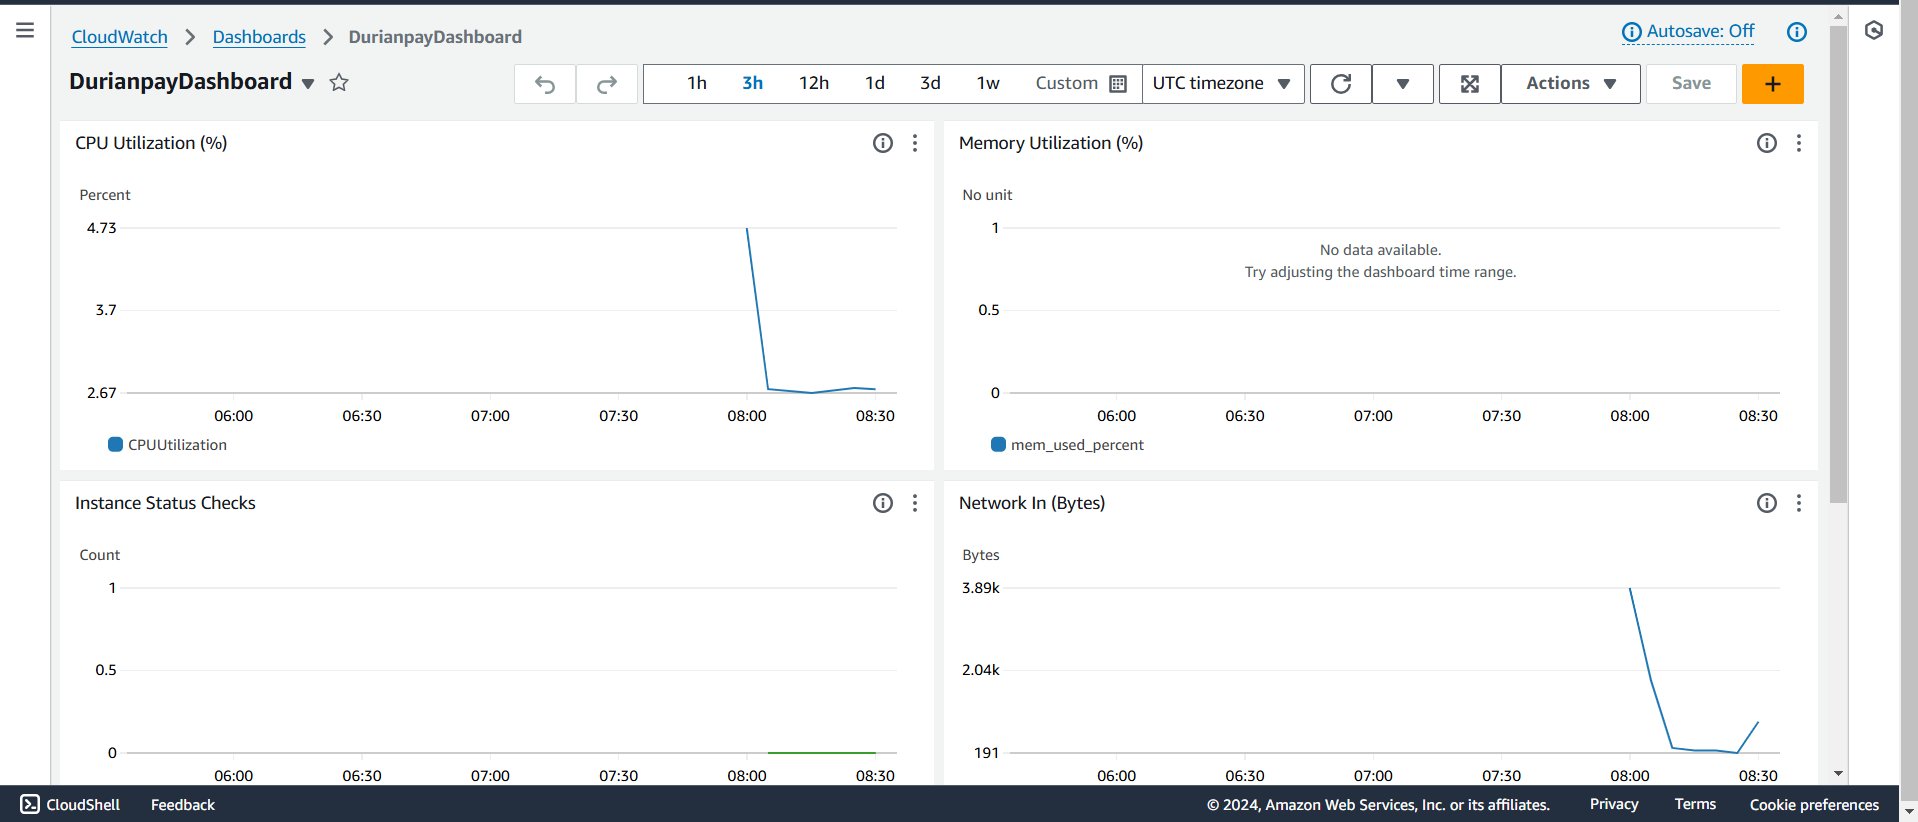 CloudWatch > Dashboards > DurianpayDashboard
Autosave: Off
DurianpayDashboard
1h 3h 12h 1d 3d 1w Custom UTC timezone Actions Save +
CPU Utilization (%)
Percent
4.73
3.7
2.67
06:00 06:30 07:00 07:30 08:00 08:30
CPUUtilization
Memory Utilization (%)
No unit
1
No data available.
Try adjusting the dashboard time range.
0.5
0
06:00 06:30 07:00 07:30 08:00 08:30
mem_used_percent
Instance Status Checks
Count
1
0.5
0
06:00 06:30 07:00 07:30 08:00 08:30
Network In (Bytes)
Bytes
3.89k
2.04k
191
06:00 06:30 07:00 07:30 08:00 08:30
CloudShell Feedback © 2024, Amazon Web Services, Inc. or its affiliates. Privacy Terms Cookie preferences